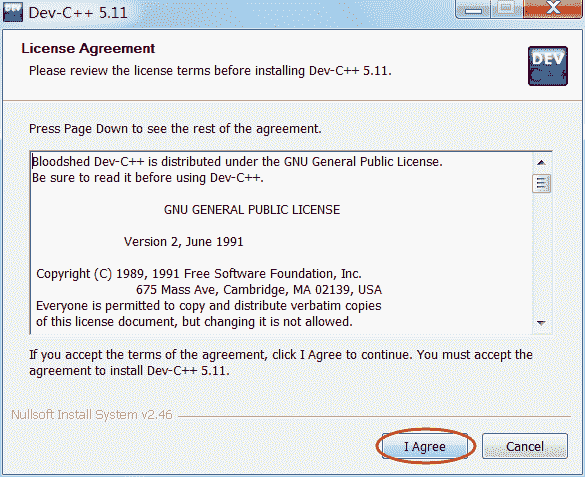 Dev-C++ 5.11
License Agreement
Please review the license terms before installing Dev-C++ 5.11.
DEV
C++
Press Page Down to see the rest of the agreement.
Bloodshed Dev-C++ is distributed under the GNU General Public License.
Be sure to read it before using Dev-C++.
GNU GENERAL PUBLIC LICENSE
Version 2, June 1991
Copyright (C) 1989, 1991 Free Software Foundation, Inc.
675 Mass Ave, Cambridge, MA 02139, USA
Everyone is permitted to copy and distribute verbatim copies
of this license document, but changing it is not allowed.
If you accept the terms of the agreement, click I Agree to continue. You must accept the
agreement to install Dev-C++ 5.11.
Nullsoft Install System v2.46
I Agree
Cancel